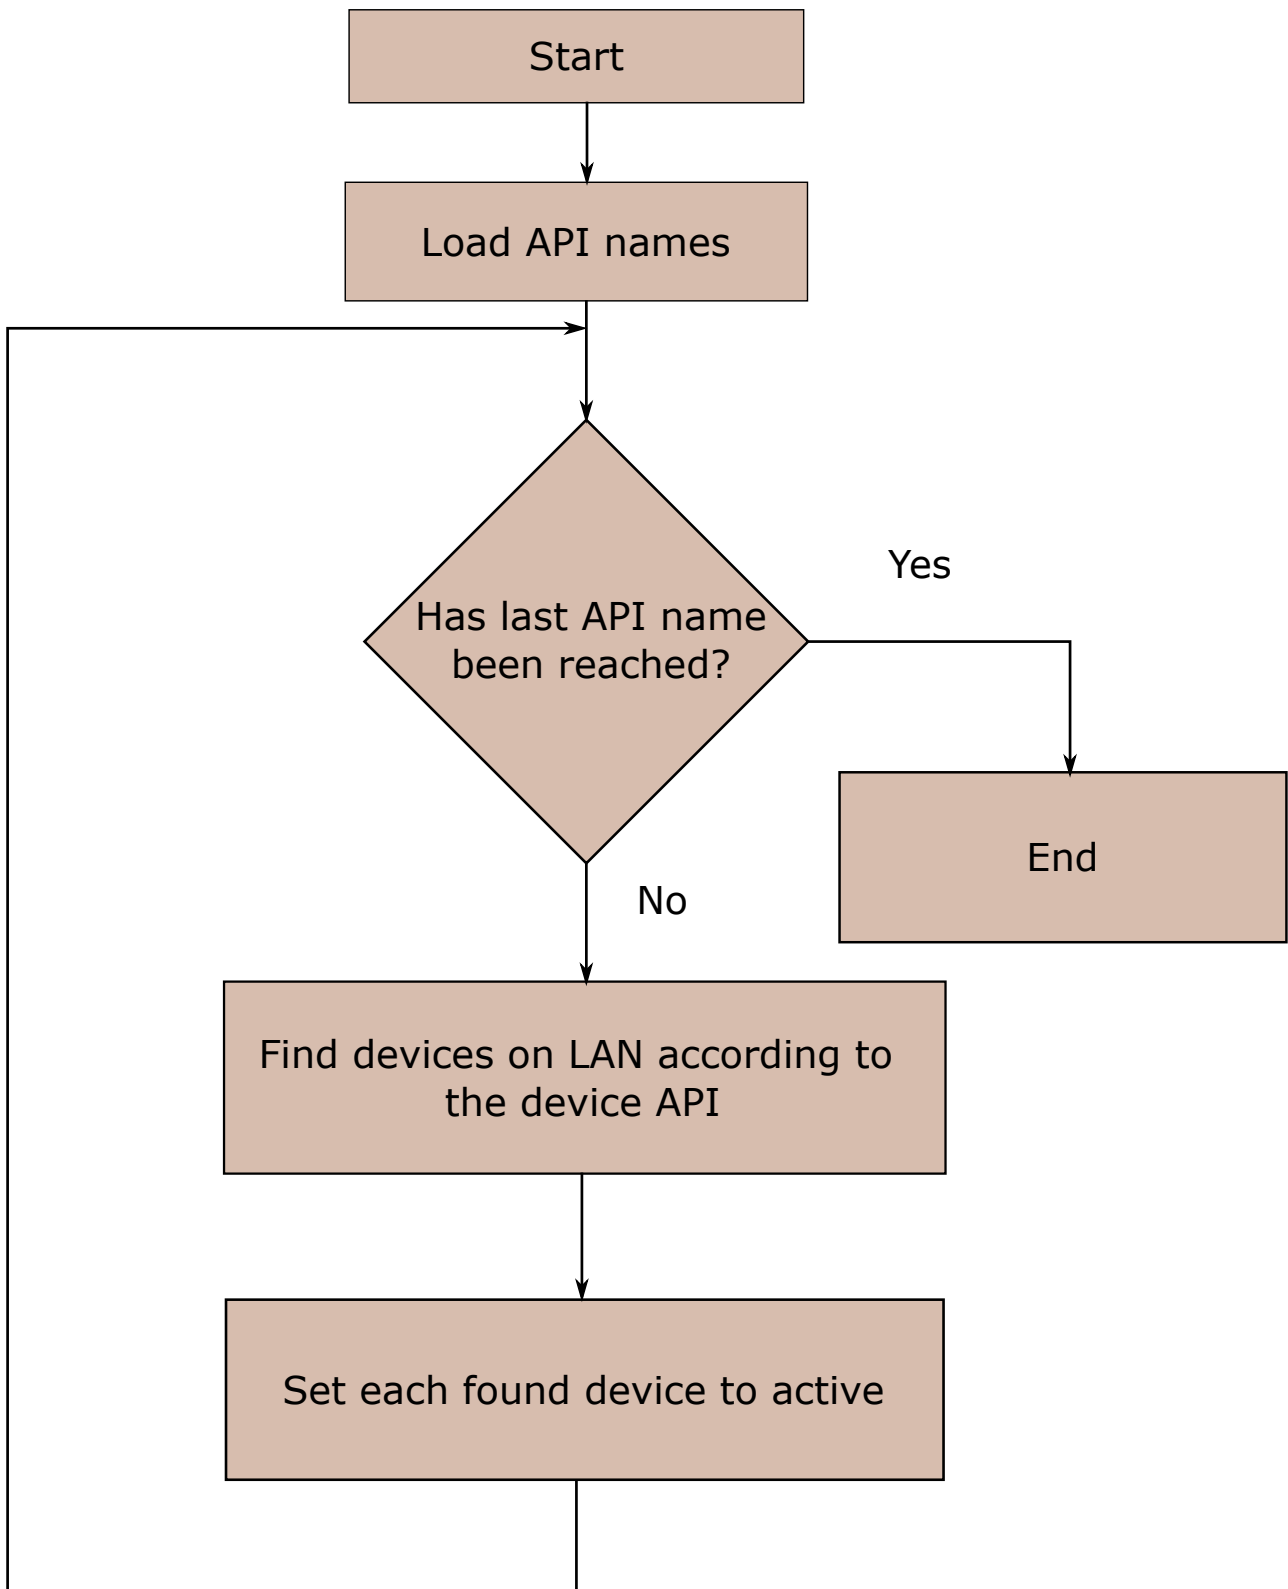 Start
Load API names
Has last API name
been reached?
Yes
End
No
Find devices on LAN according to
the device API
Set each found device to active